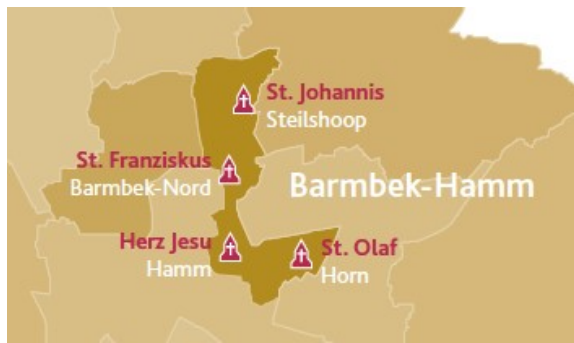 St. Johannis
Steilshoop
St. Franziskus
Barmbek-Nord
Barmbek-Hamm
Herz Jesu
Hamm
St. Olaf
Horn